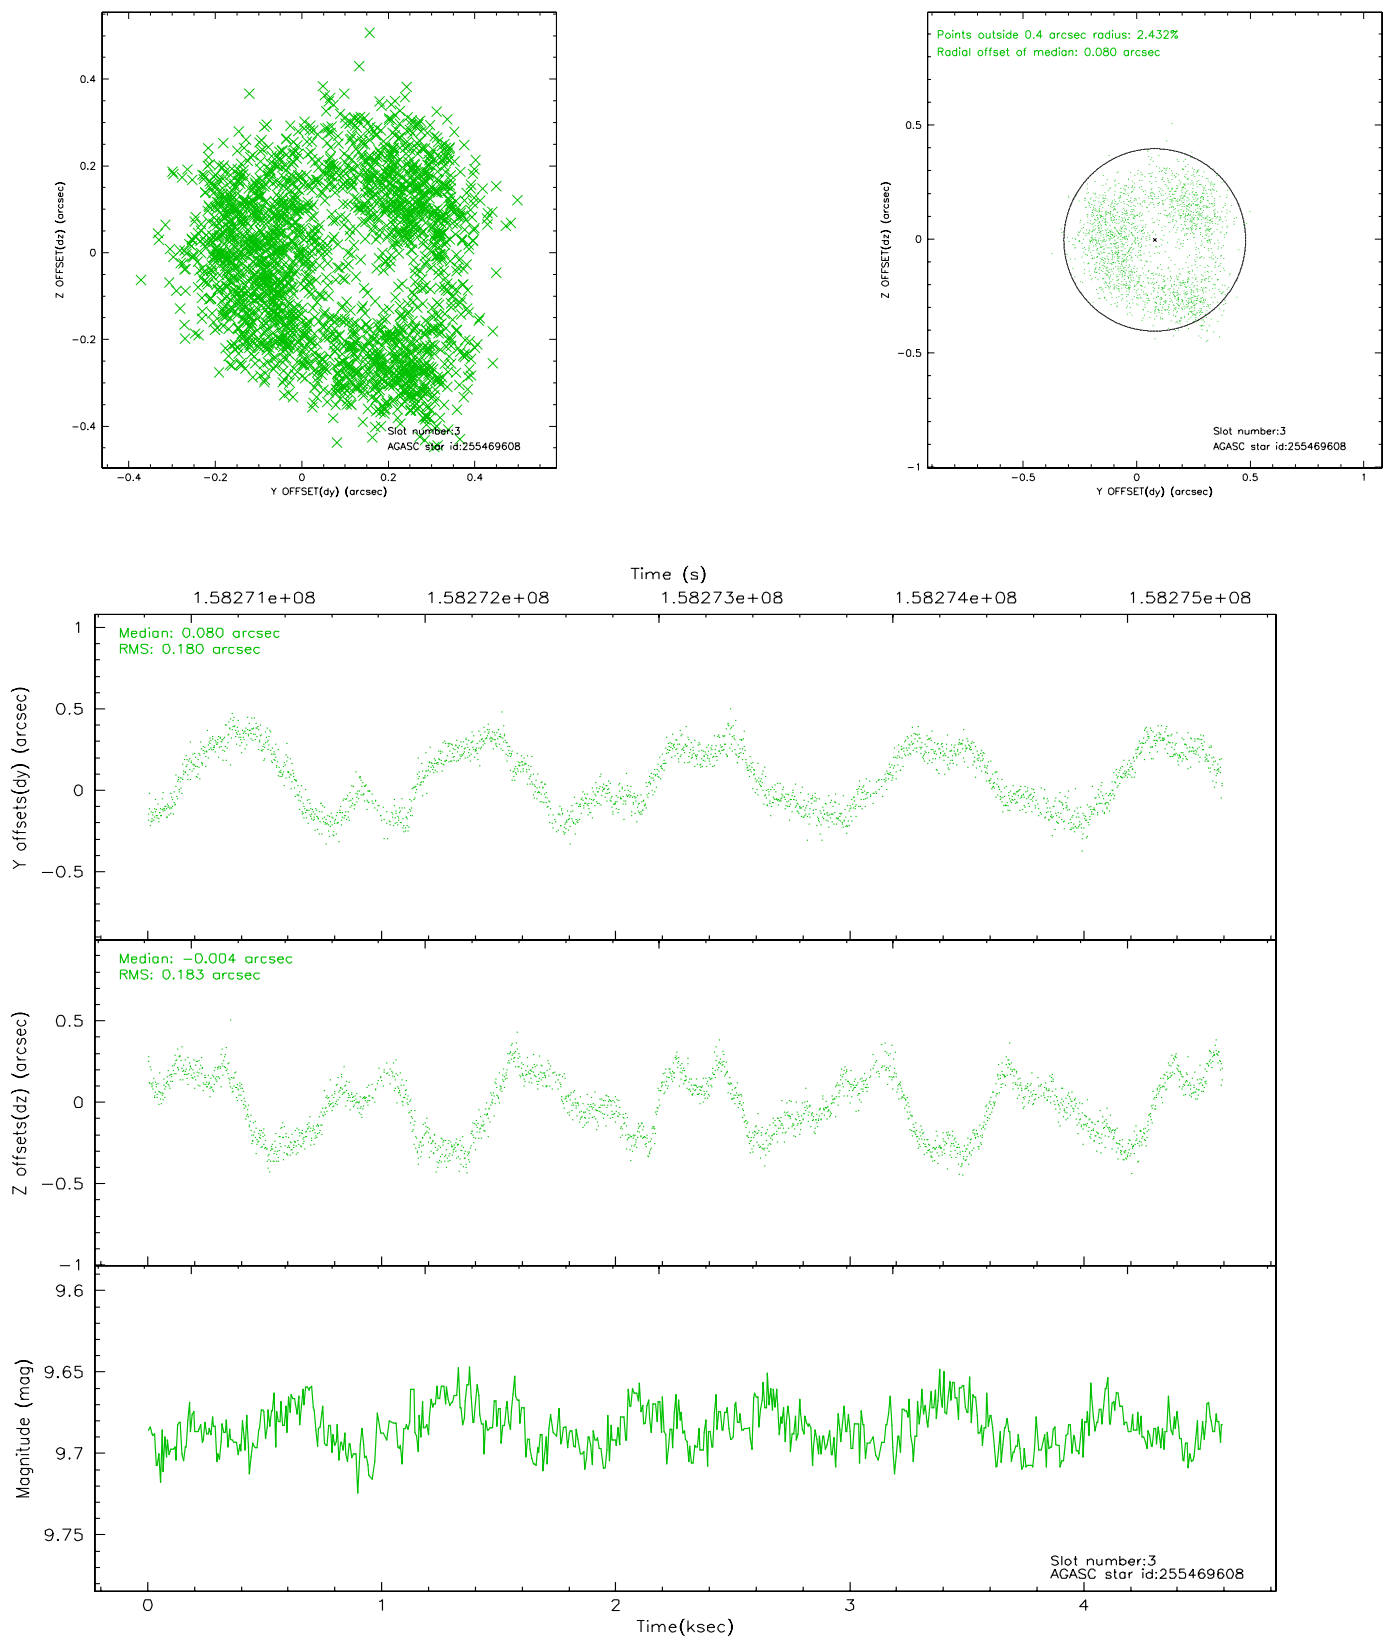 0.4
0.2
0
−0.2
−0.4
Z OFFSET(dz) (arcsec)
Slot number:3
AGASC star id:255469608
−0.4 −0.2 0 0.2 0.4
Y OFFSET(dy) (arcsec)
Points outside 0.4 arcsec radius: 2.432%
Radial offset of median: 0.080 arcsec
0.5
0
−0.5
−1
Z OFFSET(dz) (arcsec)
Slot number:3
AGASC star id:255469608
−0.5 0 0.5 1
Y OFFSET(dy) (arcsec)
Time (s)
1.58271e+08 1.58272e+08 1.58273e+08 1.58274e+08 1.58275e+08
Median: 0.080 arcsec
RMS: 0.180 arcsec
1
0.5
0
−0.5
Y offsets(dy) (arcsec)
Median: −0.004 arcsec
RMS: 0.183 arcsec
0.5
0
−0.5
−1
Z offsets(dz) (arcsec)
9.6
9.65
9.7
9.75
Magnitude (mag)
Slot number:3
AGASC star id:255469608
0 1 2 3 4
Time(ksec)